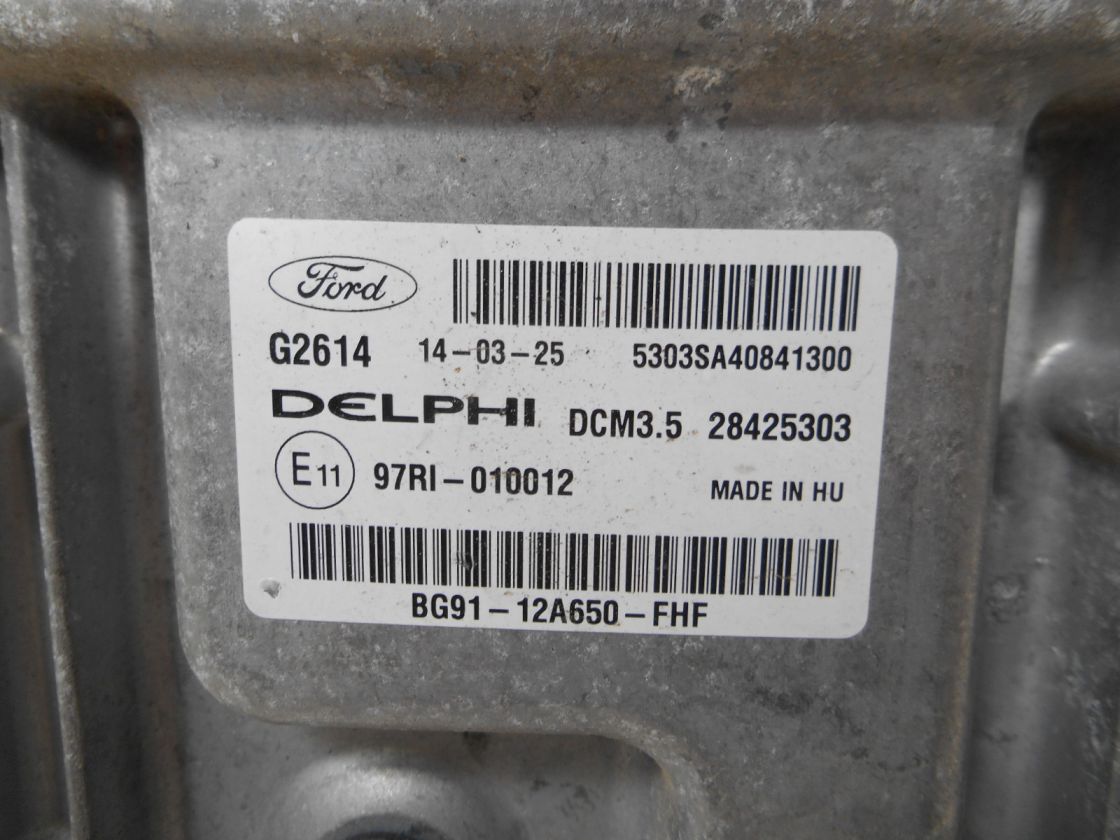 Ford
G2614 14-03-25 5303SA40841300
DELPHI DCM3.5 28425303
E11 97RI-010012 MADE IN HU
BG91-12A650-FHF